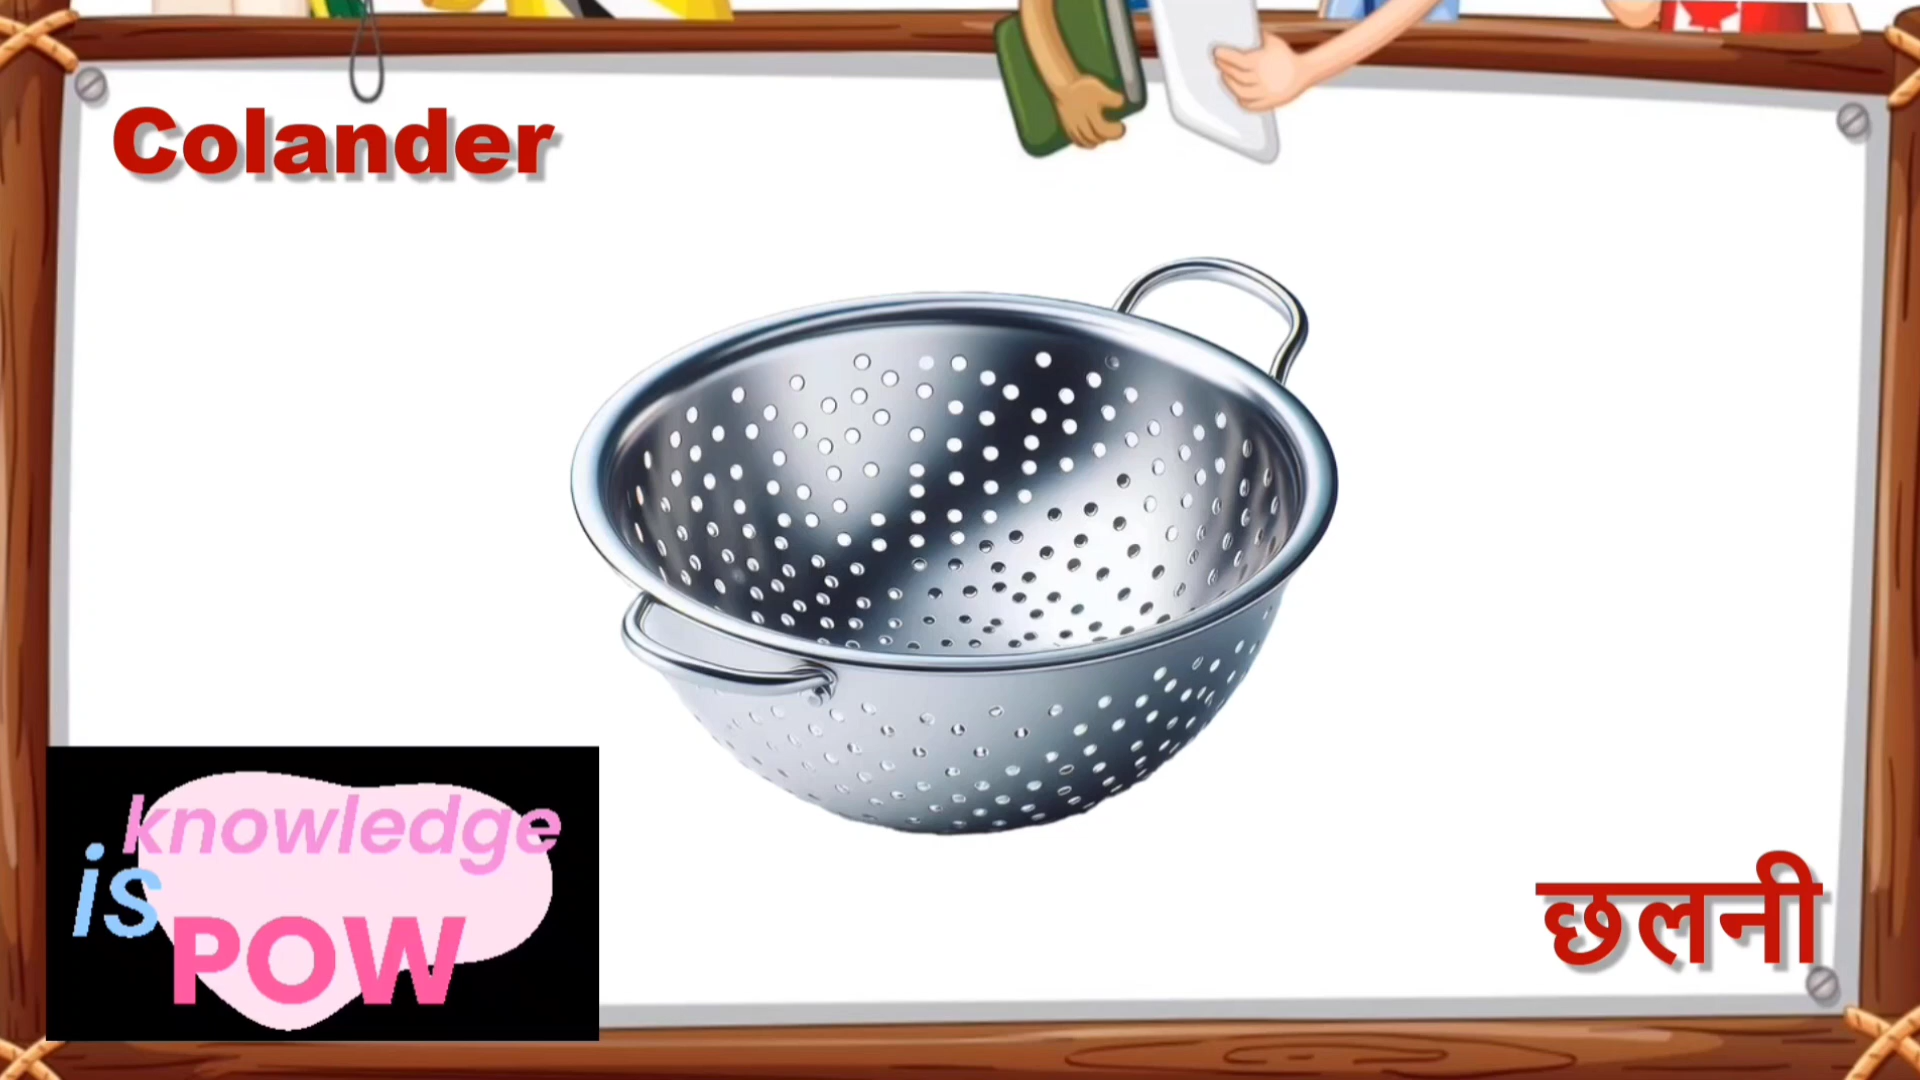 Colander
knowledge
is
POW
छलनी